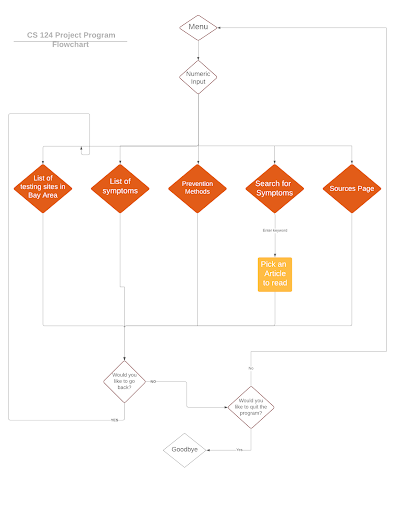 CS 124 Project Program
Flowchart
Menu
Numeric
Input
List of
testing sites in
Bay Area
List of
symptoms
Prevention
Methods
Search for
Symptoms
Sources Page
Enter keyword
Pick an
Article
to read
Would you
like to go
back?
No
YES
No
Would you
like to quit the
program?
Yes
Goodbye